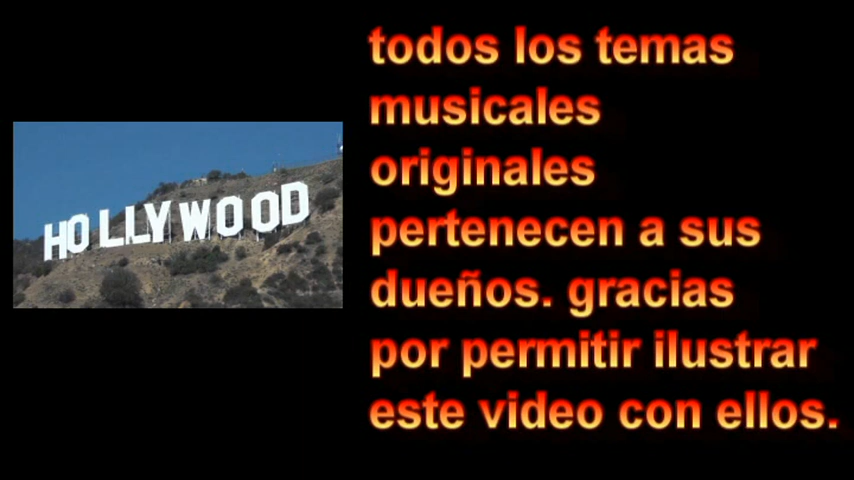 HOLLYWOOD
todos los temas
musicales
originales
pertenecen a sus
dueños. gracias
por permitir ilustrar
este video con ellos.